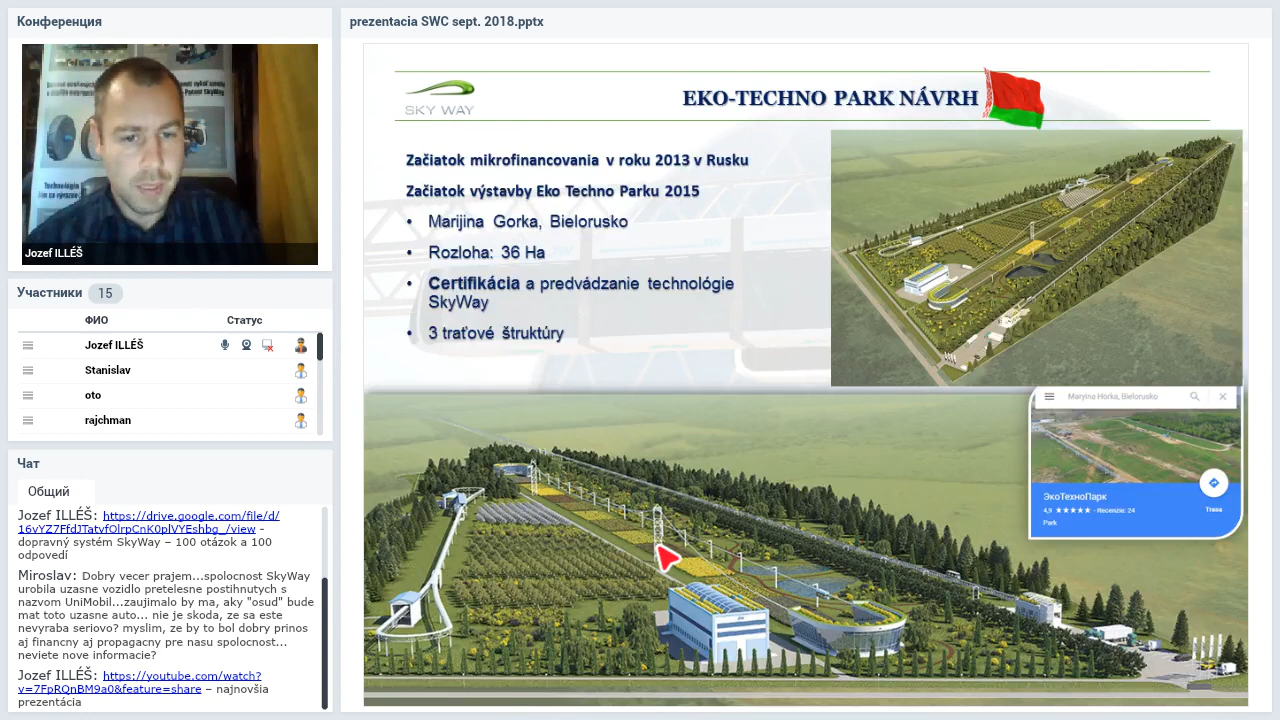 Конференция
Jozef ILLÉŠ
Участники 15
ФИО Статус
Jozef ILLÉŠ
Stanislav
oto
rajchman
Чат
Общий
Jozef ILLÉŠ: https://drive.google.com/file/d/
dopravný systém SkyWay – 100 otázok a 100
odpovedí
Miroslav: Dobry vecer prajem...spolocnost SkyWay
urobila uzasne vozidlo pretelesne postihnutych s
nazvom UniMobil...zaujimalo by ma, aky "osud" bude
mat toto uzasne auto... nie je skoda, ze sa este
nevyraba seriovo? myslim, ze by to bol dobry prinos
aj financny aj propagacny pre nasu spolocnost...
neviete nove informacie?
Jozef ILLÉŠ: https://youtube.com/watch?
v=7FpRQnBM9a0&feature=share – najnovšia
prezentácia
prezentacia SWC sept. 2018.pptx
SKY WAY
EKO-TECHNO PARK NÁVRH
Začiatok mikrofinancovania v roku 2013 v Rusku
Začiatok výstavby Eko Techno Parku 2015
• Marijina Gorka, Bielorusko
• Rozloha: 36 Ha
• Certifikácia a predvádzanie technológie
SkyWay
• 3 traťové štruktúry
Maryina Horka, Bielorusko
ЭкоТехноПарк
4,9 ★★★★★ · Recenzie: 24
Trasa
Park